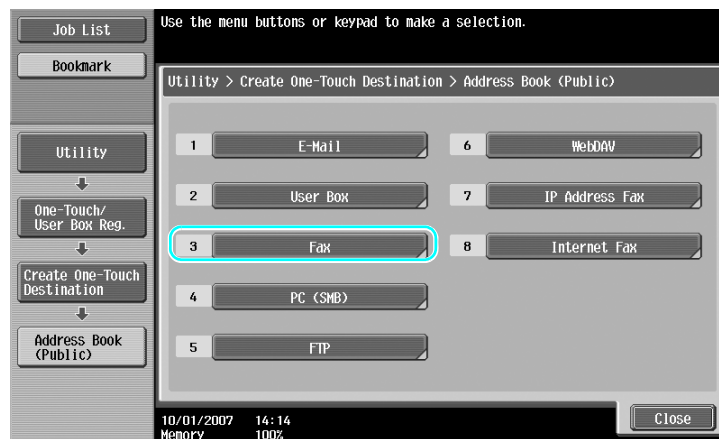 Job List
Bookmark
Use the menu buttons or keypad to make a selection.
Utility > Create One-Touch Destination > Address Book (Public)
Utility
One-Touch/
User Box Reg.
Create One-Touch
Destination
Address Book
(Public)
1 E-Mail
2 User Box
3 Fax
4 PC (SMB)
5 FTP
6 WebDAV
7 IP Address Fax
8 Internet Fax
10/01/2007 14:14
Memory 100%
Close